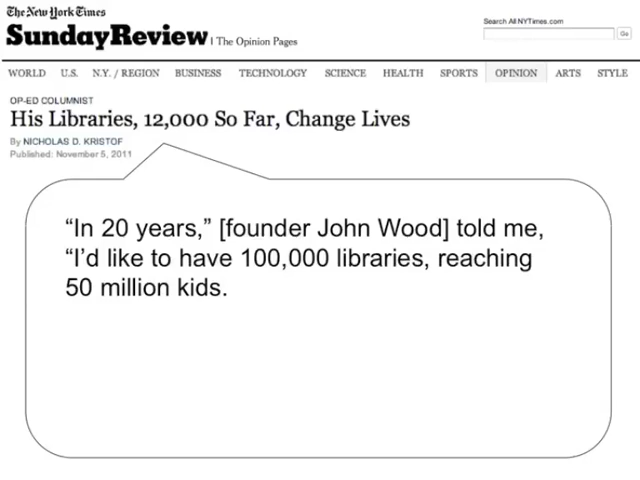 The New York Times
Search All NYTimes.com
SundayReview | The Opinion Pages
Go
WORLD U.S. N.Y. / REGION BUSINESS TECHNOLOGY SCIENCE HEALTH SPORTS OPINION ARTS STYLE
OP-ED COLUMNIST
His Libraries, 12,000 So Far, Change Lives
By NICHOLAS D. KRISTOF
Published: November 5, 2011
“In 20 years,” [founder John Wood] told me,
“I’d like to have 100,000 libraries, reaching
50 million kids.